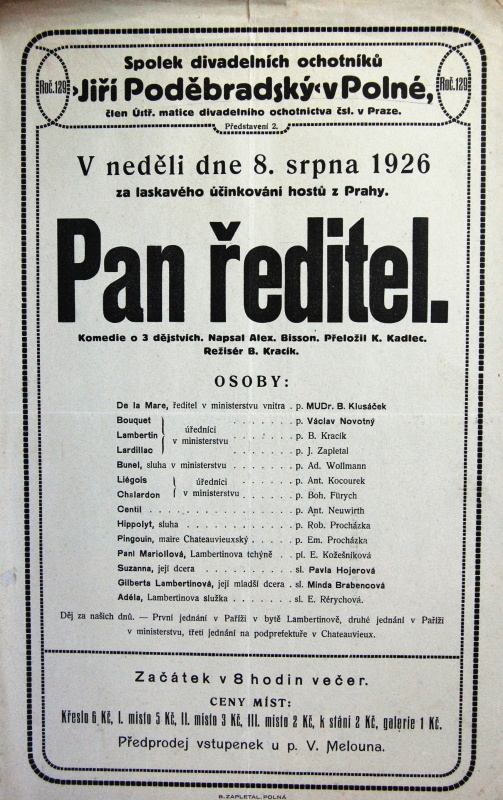 Roč. 129
Roč. 129
Spolek divadelních ochotníků
›Jiří Poděbradský‹ v Polné,
člen Ústř. matice divadelního ochotnictva čsl. v Praze.
Představení 2.
V neděli dne 8. srpna 1926
za laskavého účinkování hostů z Prahy.
Pan ředitel.
Komedie o 3 dějstvích. Napsal Alex. Bisson. Přeložil K. Kadlec.
Režisér B. Kracík.
OSOBY:
De la Mare, ředitel v ministerstvu vnitra . p. MUDr. B. Klusáček
Bouquet . . . . . . . p. Václav Novotný
Lambertin } úředníci v ministerstvu . . . . . . . p. B. Kracík
Lardillac . . . . . . . p. J. Zapletal
Bunel, sluha v ministerstvu . . . . . . . p. Ad. Wollmann
Liégois } úředníci . . . . . . p. Ant. Kocourek
Chalardon v ministerstvu . . . . . . p. Boh. Fürych
Centil . . . . . . . . . . . . . p. Ant. Neuwirth
Hippolyt, sluha . . . . . . . . . . . p. Rob. Procházka
Pingouin, maire Chateauvieuxský . . . . . p. Em. Procházka
Paní Mariollová, Lambertinova tchýně . . pí. E. Kožešníková
Suzanna, její dcera . . . . . . . . . sl. Pavla Hojerová
Gilberta Lambertinová, její mladší dcera . sl. Minda Brabencová
Adéla, Lambertinova služka . . . . . . . sl. E. Rérychová.
Děj za našich dnů. — První jednání v Paříži v bytě Lambertinově, druhé jednání v Paříži
v ministerstvu, třetí jednání na podprefektuře v Chateauvieux.
Začátek v 8 hodin večer.
CENY MÍST:
Křeslo 6 Kč, I. místo 5 Kč, II. místo 3 Kč, III. místo 2 Kč, k stání 2 Kč, galerie 1 Kč.
Předprodej vstupenek u p. V. Melouna.
B. ZAPLETAL, POLNÁ